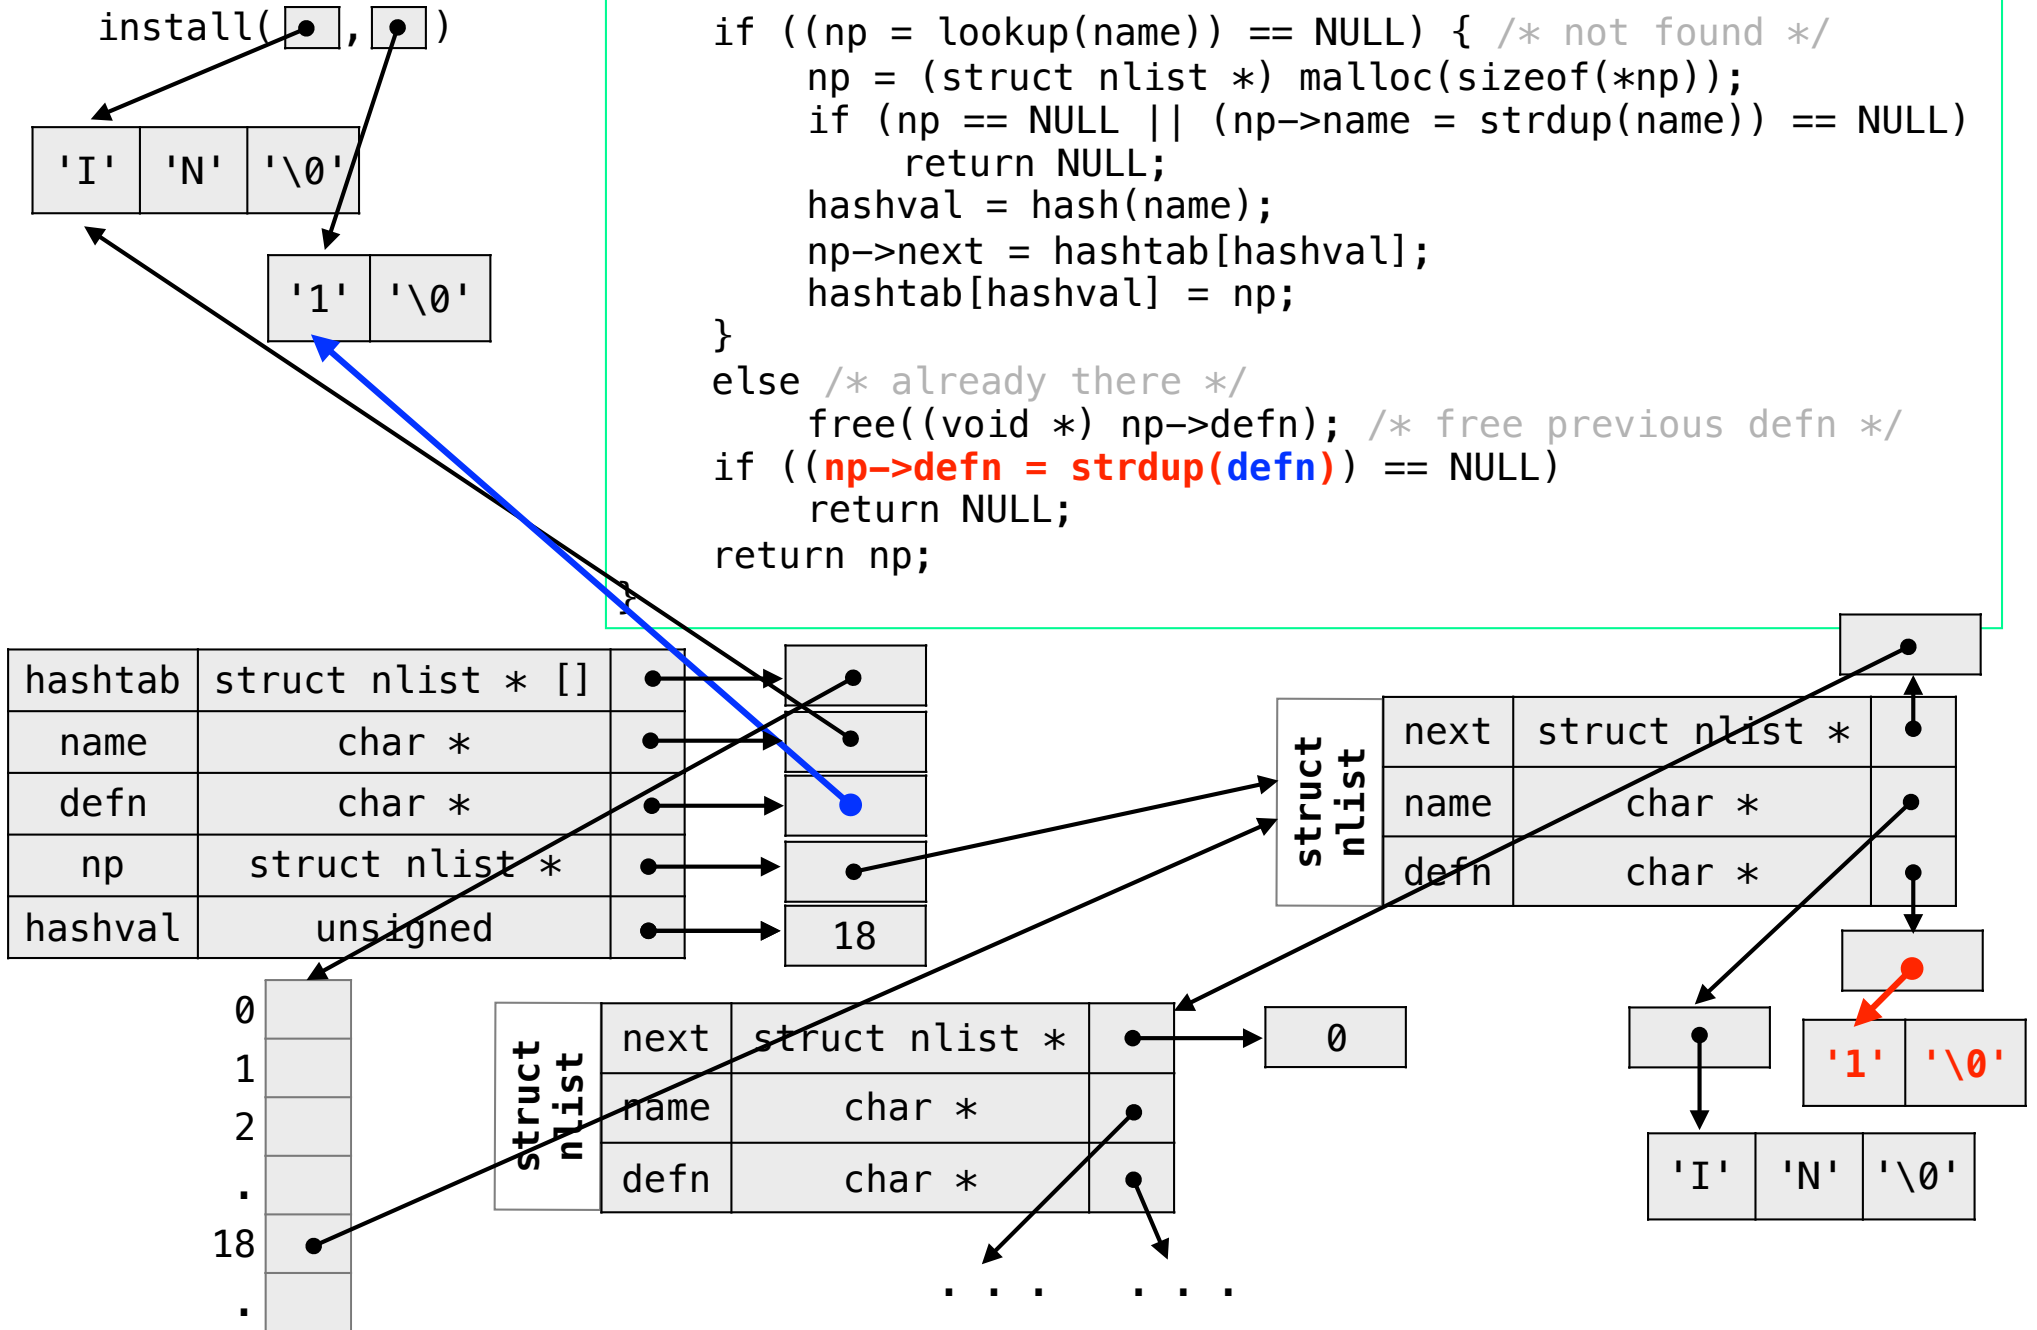 install( , )
'I' 'N' '\0'
'1' '\0'
if ((np = lookup(name)) == NULL) { /* not found */
np = (struct nlist *) malloc(sizeof(*np));
if (np == NULL || (np->name = strdup(name)) == NULL)
return NULL;
hashval = hash(name);
np->next = hashtab[hashval];
hashtab[hashval] = np;
}
else /* already there */
free((void *) np->defn); /* free previous defn */
if ((np->defn = strdup(defn)) == NULL)
return NULL;
return np;
}
hashtab struct nlist * []
name char *
defn char *
np struct nlist *
hashval unsigned 18
struct
nlist
next struct nlist *
name char *
defn char *
'1' '\0'
'I' 'N' '\0'
0
1
2
.
18
.
struct
nlist
next struct nlist * 0
name char *
defn char *
. . . . . .